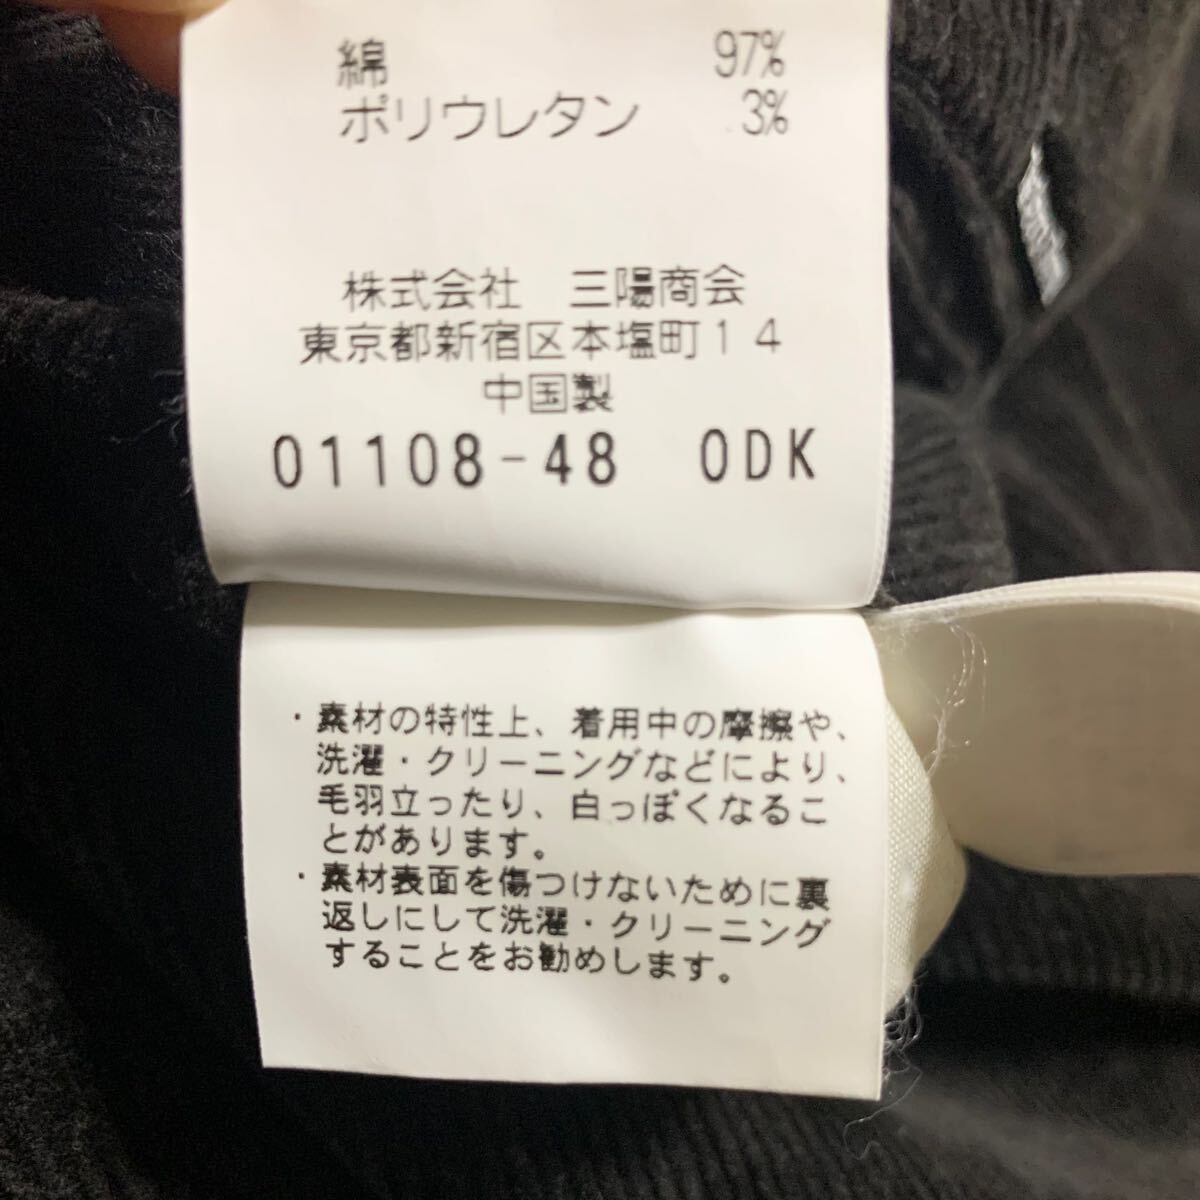 綿 97%
ポリウレタン 3%
株式会社 三陽商会
東京都新宿区本塩町14
中国製
01108-48 0DK
・素材の特性上、着用中の摩擦や、
洗濯・クリーニングなどにより、
毛羽立ったり、白っぽくなるこ
とがあります。
・素材表面を傷つけないために裏
返しにして洗濯・クリーニング
することをお勧めします。